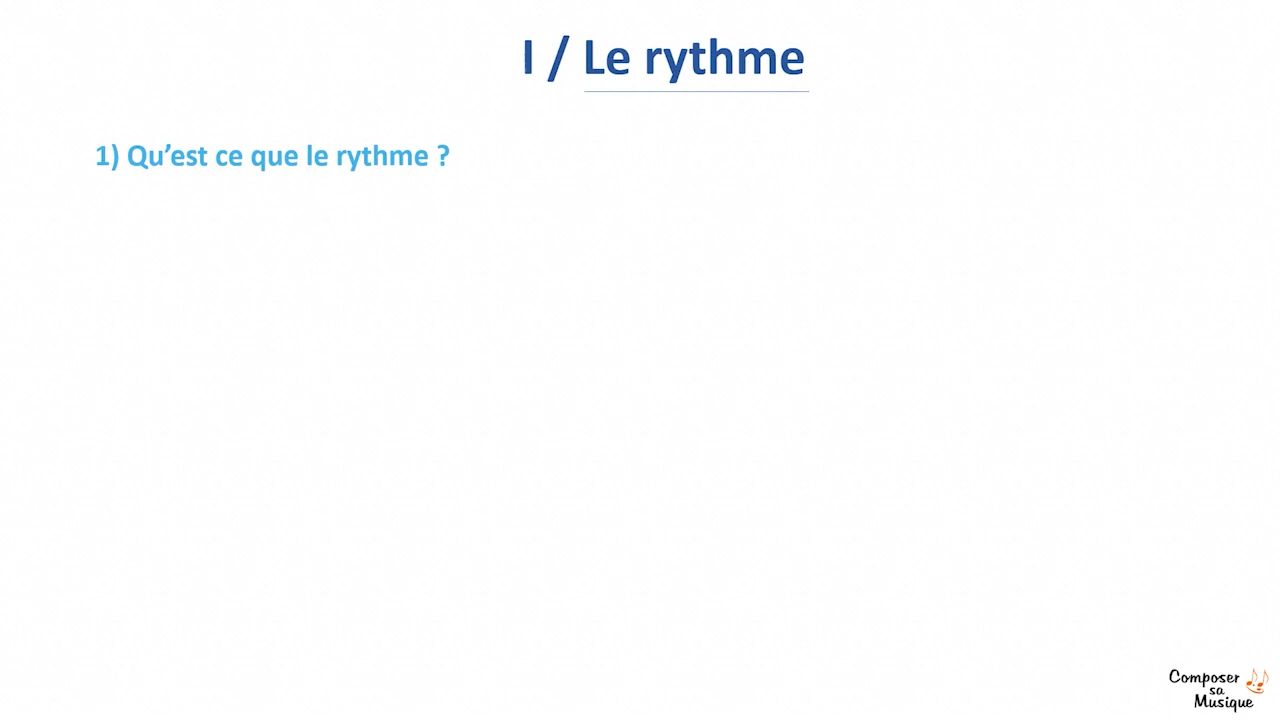 I / Le rythme
1) Qu’est ce que le rythme ?
Composer
sa
Musique